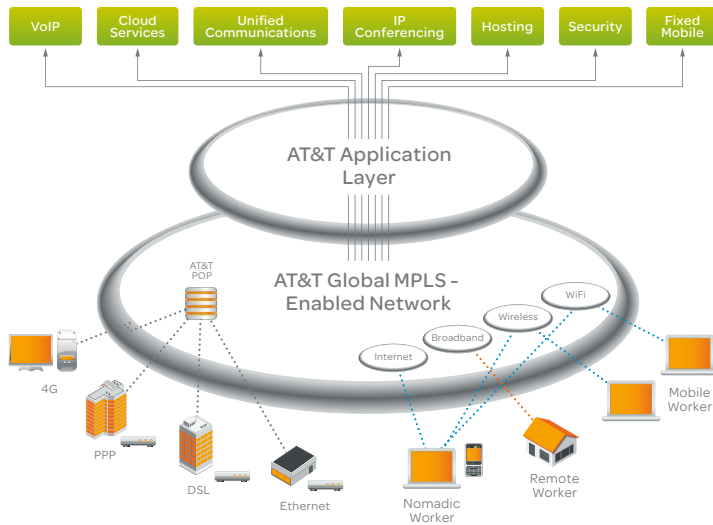 VoIP
Cloud
Services
Unified
Communications
IP
Conferencing
Hosting
Security
Fixed
Mobile
AT&T Application
Layer
AT&T
POP
AT&T Global MPLS -
Enabled Network
WiFi
Wireless
Broadband
Internet
4G
PPP
DSL
Ethernet
Nomadic
Worker
Remote
Worker
Mobile
Worker